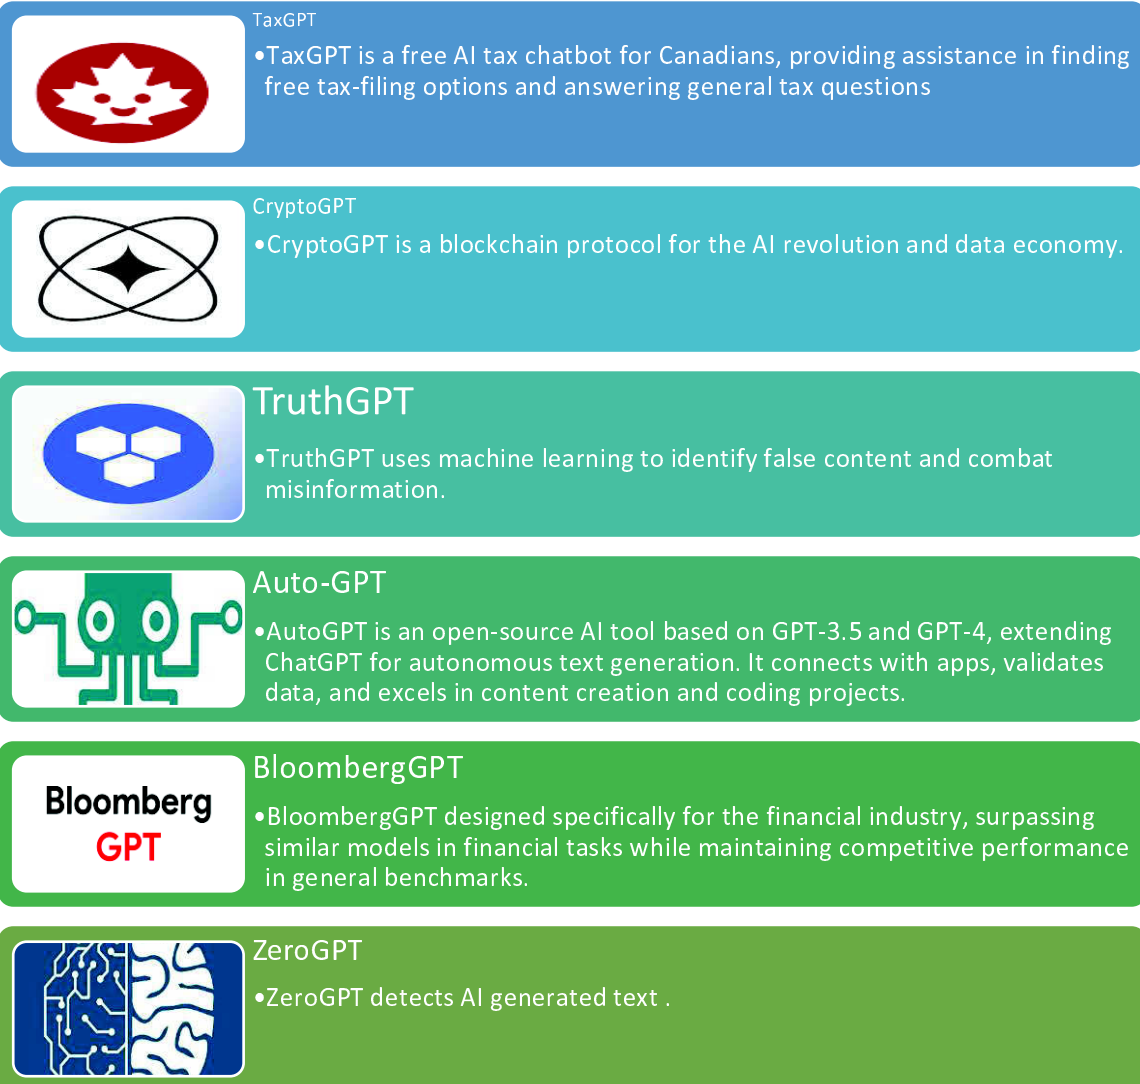 TaxGPT
•TaxGPT is a free AI tax chatbot for Canadians, providing assistance in finding
free tax-filing options and answering general tax questions
CryptoGPT
•CryptoGPT is a blockchain protocol for the AI revolution and data economy.
TruthGPT
•TruthGPT uses machine learning to identify false content and combat
misinformation.
Auto-GPT
•AutoGPT is an open-source AI tool based on GPT-3.5 and GPT-4, extending
ChatGPT for autonomous text generation. It connects with apps, validates
data, and excels in content creation and coding projects.
Bloomberg
GPT
BloombergGPT
•BloombergGPT designed specifically for the financial industry, surpassing
similar models in financial tasks while maintaining competitive performance
in general benchmarks.
ZeroGPT
•ZeroGPT detects AI generated text .